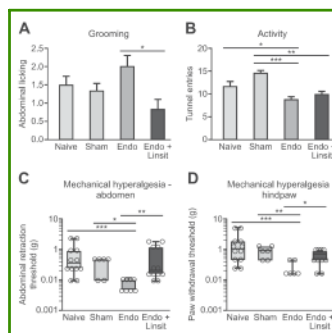 A Grooming
Abdominal licking
2.5
2.0
1.5
1.0
0.5
0.0
*
Naive Sham Endo Endo + Linsit
B Activity
Tunnel entries
20
15
10
5
0
*
**
***
Naive Sham Endo Endo + Linsit
C Mechanical hyperalgesia - abdomen
Abdominal retraction threshold (g)
10
1
0.1
0.01
0.001
**
*
***
Naive Sham Endo Endo + Linsit
D Mechanical hyperalgesia hindpaw
Paw withdrawal threshold (g)
10
1
0.1
0.01
*
**
***
Naive Sham Endo Endo + Linsit